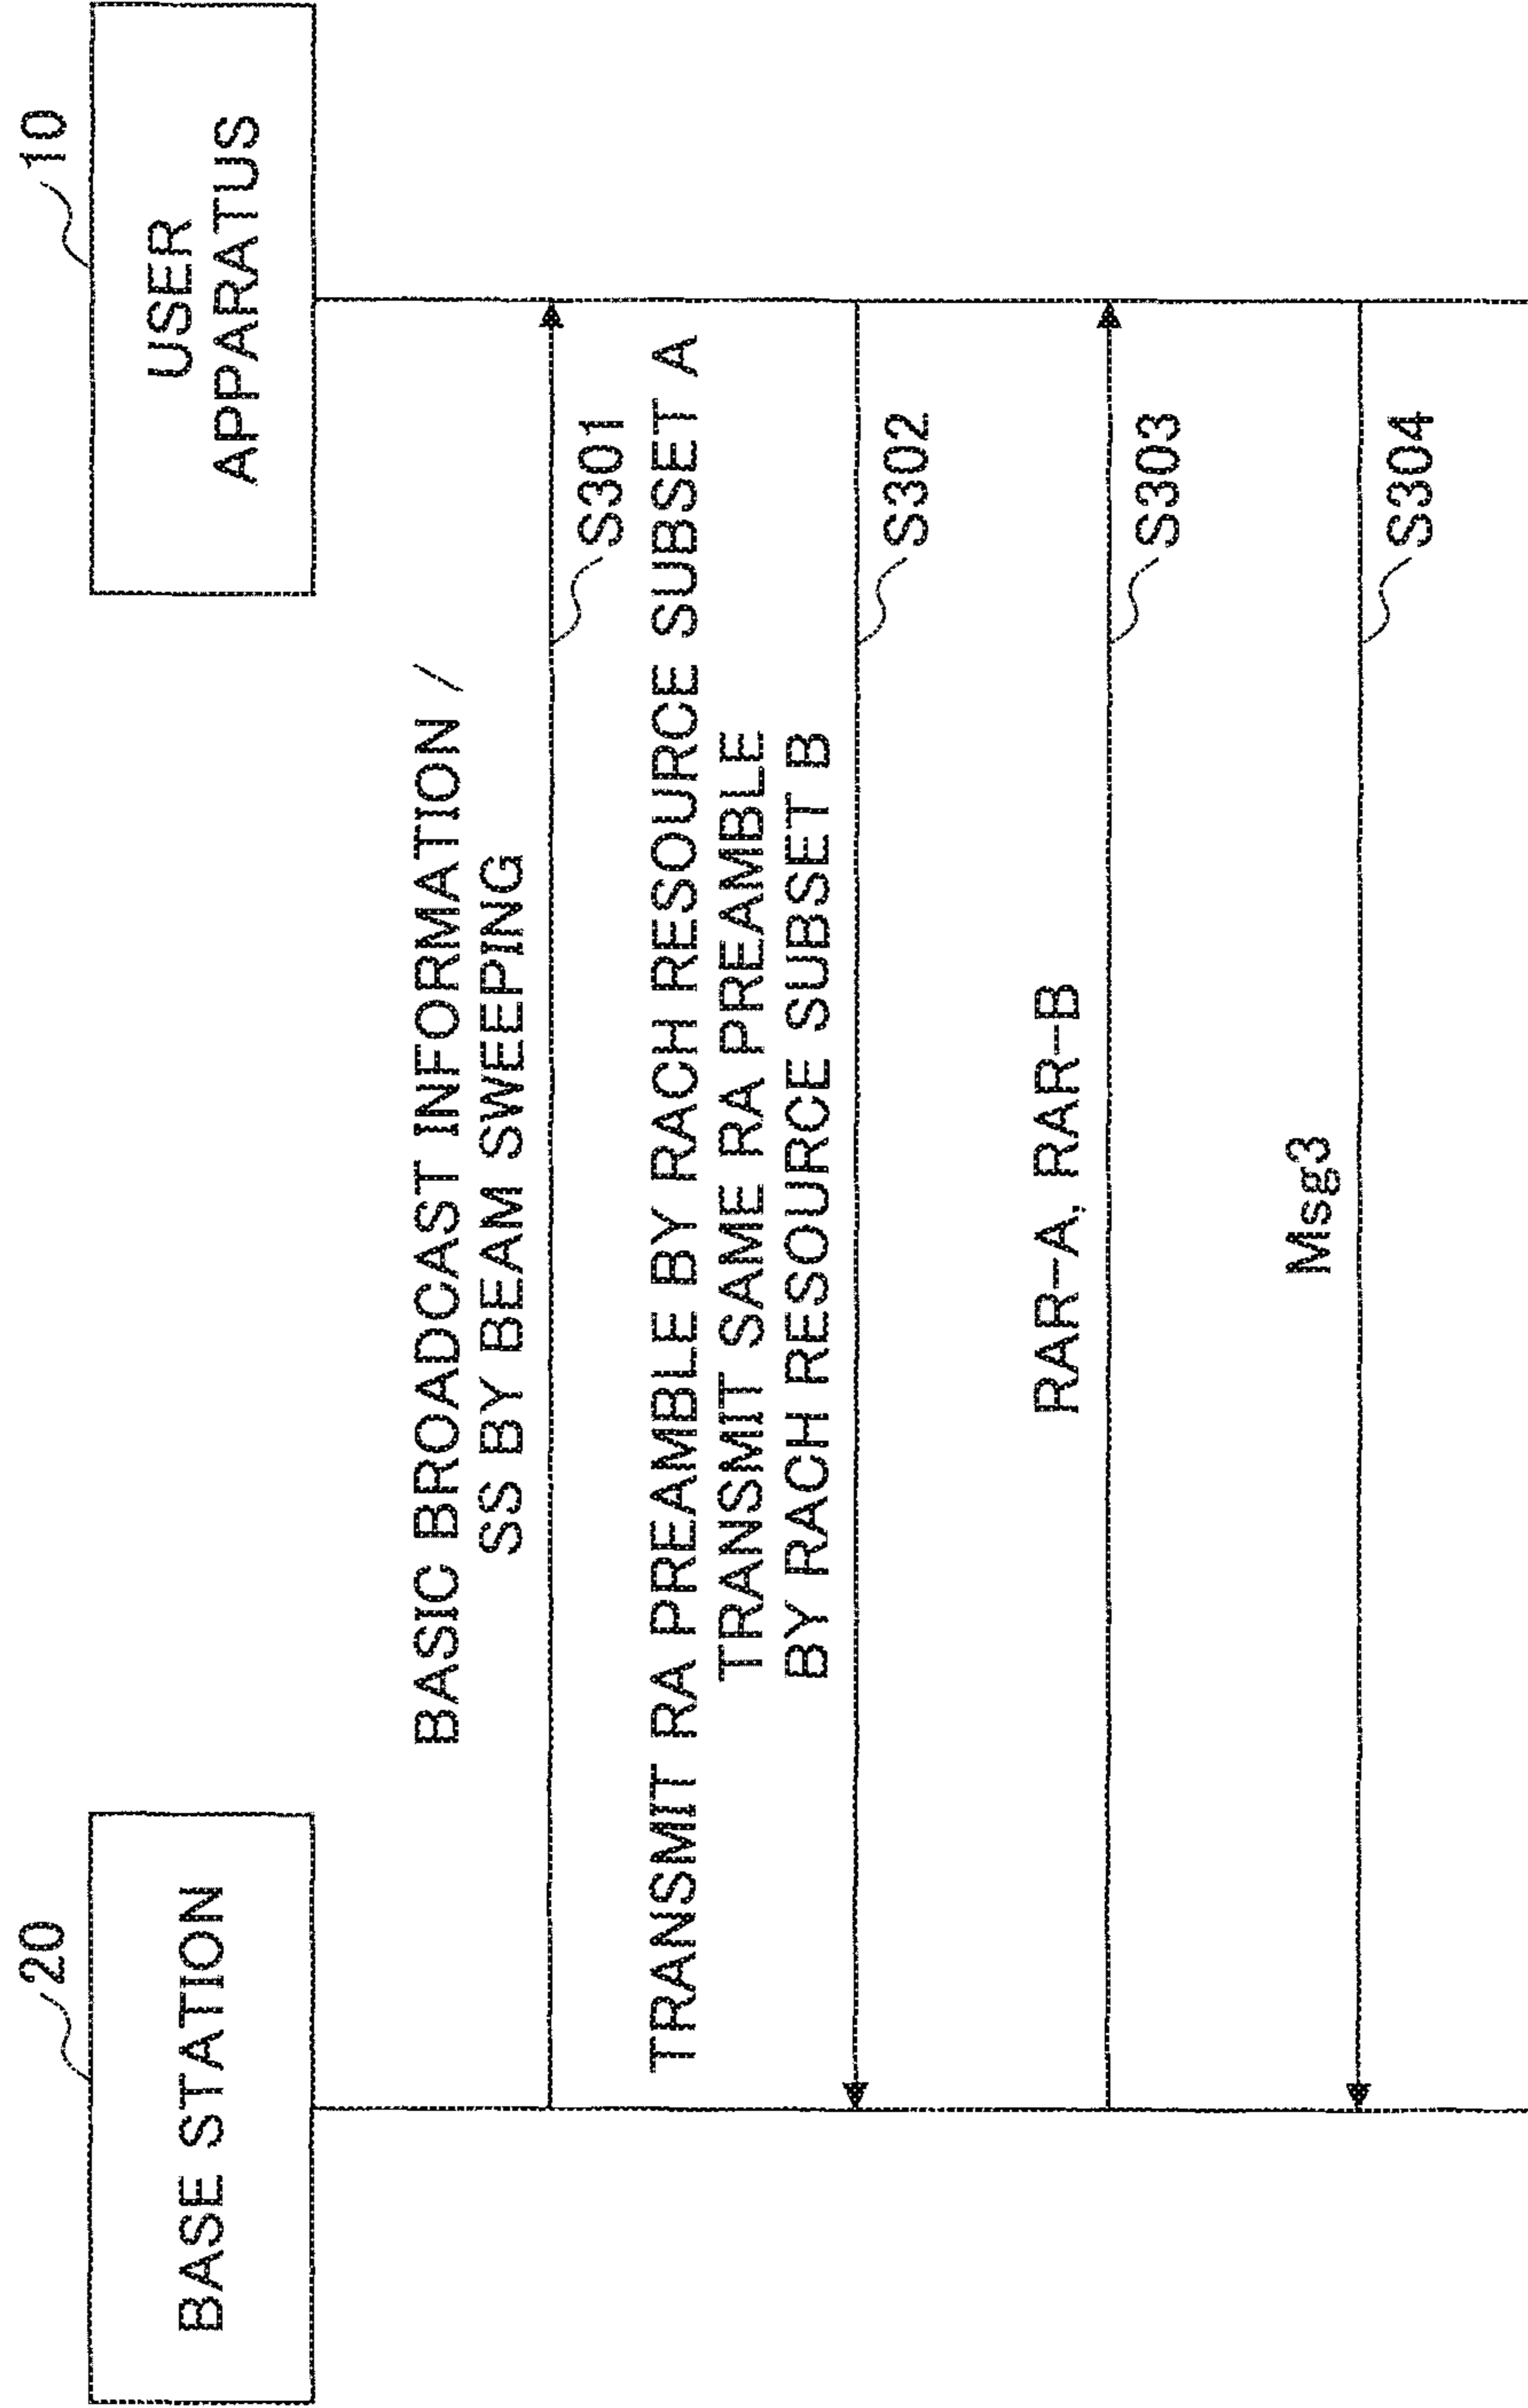 20
BASE STATION
10
USER
APPARATUS
BASIC BROADCAST INFORMATION /
SS BY BEAM SWEEPING
S301
TRANSMIT RA PREAMBLE BY RACH RESOURCE SUBSET A
TRANSMIT SAME RA PREAMBLE
BY RACH RESOURCE SUBSET B
S302
RAR-A, RAR-B
S303
Msg3
S304